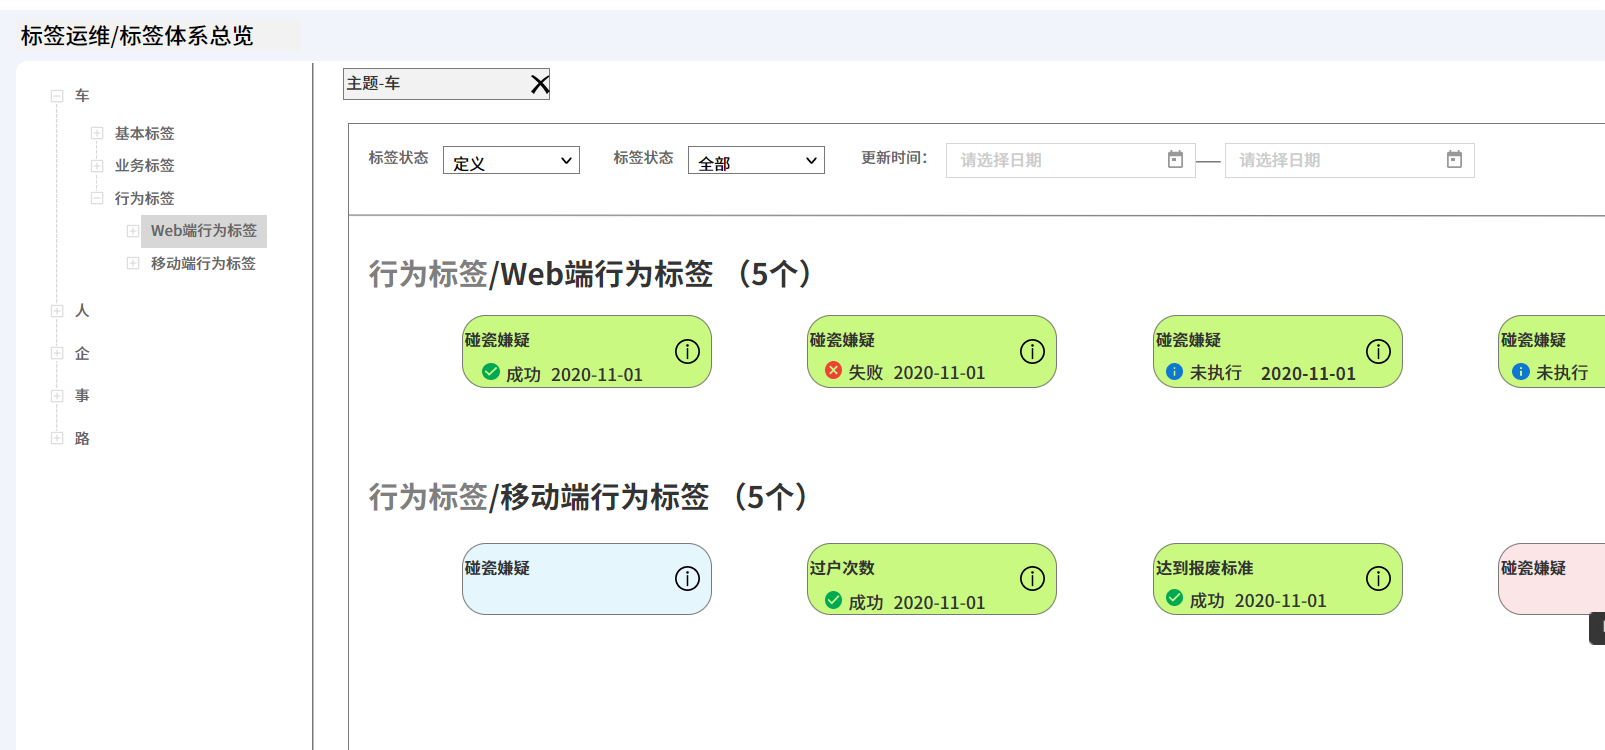 标签运维/标签体系总览
车
基本标签
业务标签
行为标签
Web端行为标签
移动端行为标签
人
企
事
路
主题-车
标签状态 定义 标签状态 全部 更新时间： 请选择日期 请选择日期
行为标签/Web端行为标签 （5个）
碰瓷嫌疑
成功 2020-11-01
碰瓷嫌疑
失败 2020-11-01
碰瓷嫌疑
未执行 2020-11-01
碰瓷嫌疑
未执行
行为标签/移动端行为标签 （5个）
碰瓷嫌疑
过户次数
成功 2020-11-01
达到报废标准
成功 2020-11-01
碰瓷嫌疑